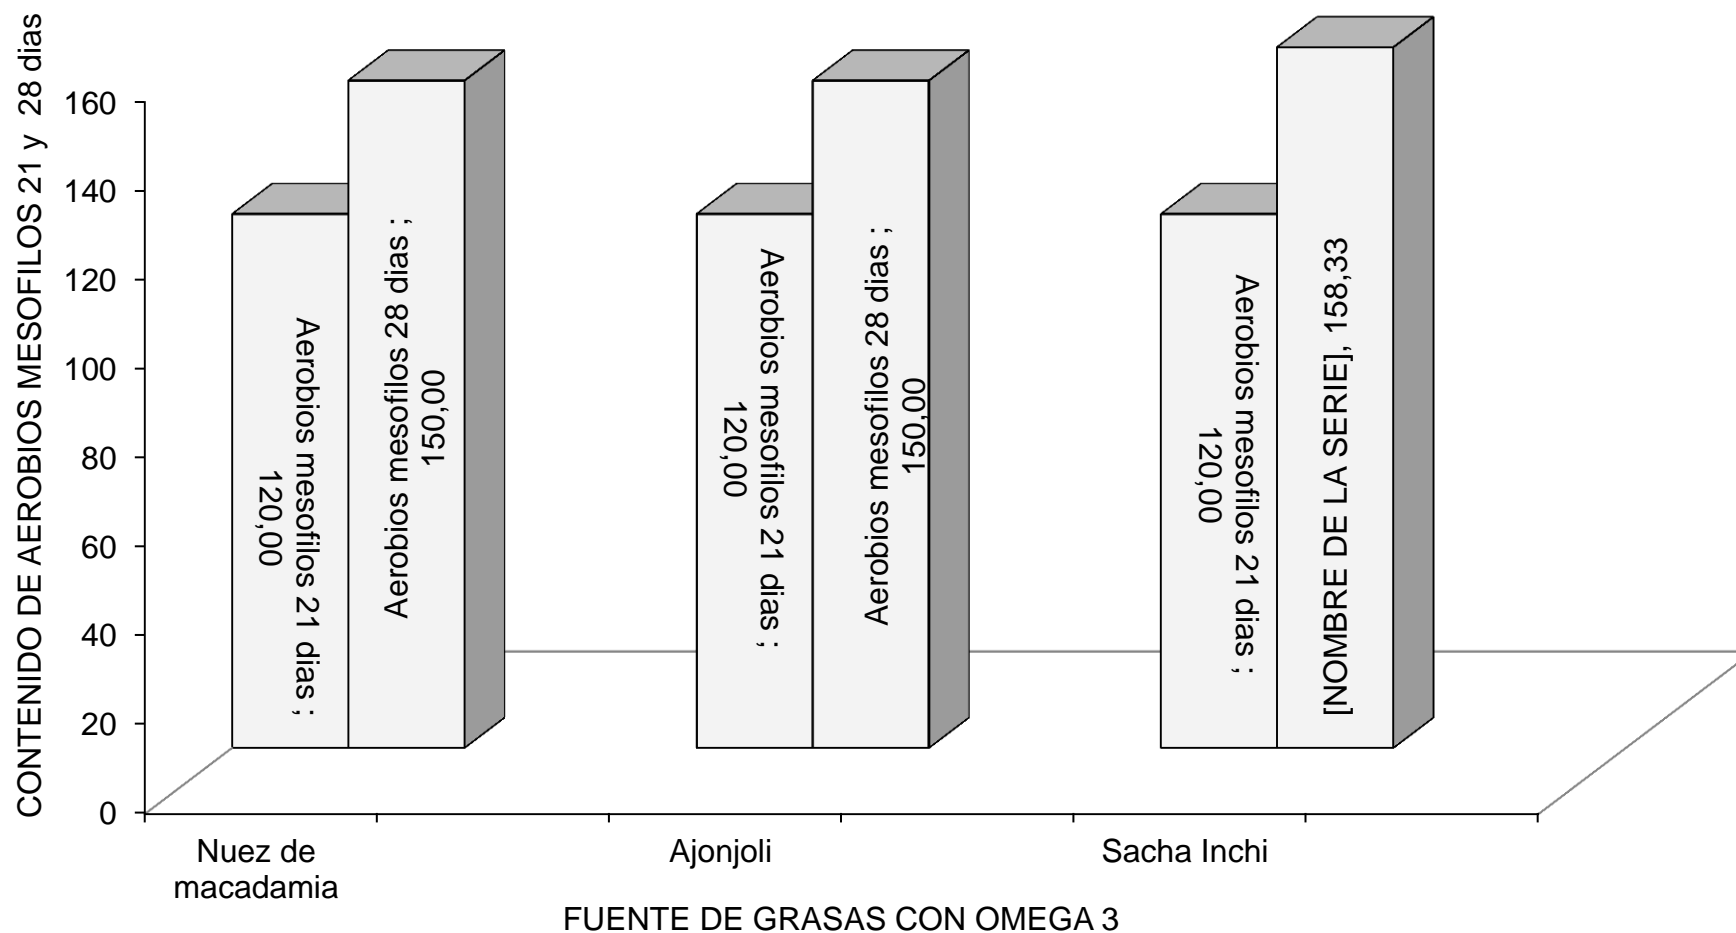 CONTENIDO DE AEROBIOS MESOFILOS 21 y  28 dias
160
140
120
100
80
60
40
20
0
Aerobios mesofilos 21 dias ;
120,00
Aerobios mesofilos 28 dias ;
150,00
Aerobios mesofilos 21 dias ;
120,00
Aerobios mesofilos 28 dias ;
150,00
Aerobios mesofilos 21 dias ;
120,00
[NOMBRE DE LA SERIE], 158,33
Nuez de
macadamia
Ajonjoli
Sacha Inchi
FUENTE DE GRASAS CON OMEGA 3